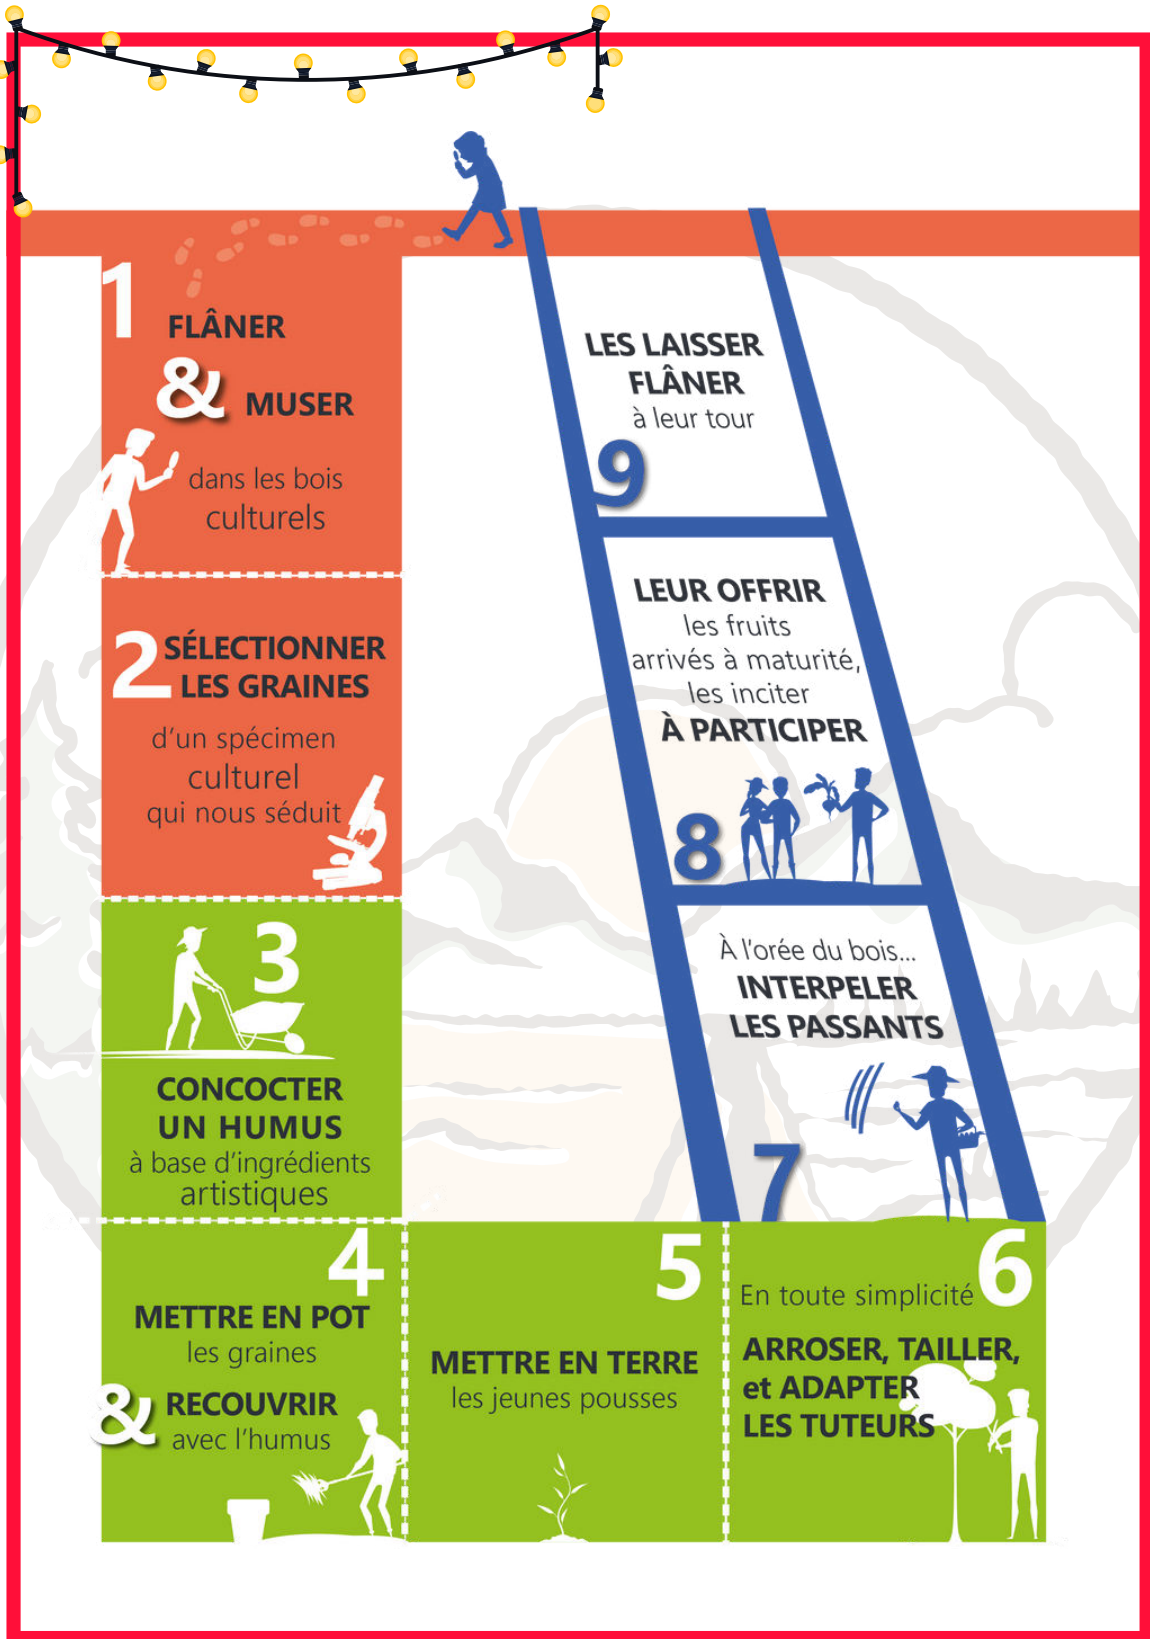 1
FLÂNER
&
MUSER
dans les bois
culturels
2
SÉLECTIONNER
LES GRAINES
d'un spécimen
culturel
qui nous séduit
3
CONCOCTER
UN HUMUS
à base d'ingrédients
artistiques
4
METTRE EN POT
les graines
& RECOUVRIR
avec l'humus
5
METTRE EN TERRE
les jeunes pousses
6
En toute simplicité
ARROSER, TAILLER,
et ADAPTER
LES TUTEURS
7
À l'orée du bois...
INTERPELER
LES PASSANTS
8
LEUR OFFRIR
les fruits
arrivés à maturité,
les inciter
À PARTICIPER
9
LES LAISSER
FLÂNER
à leur tour